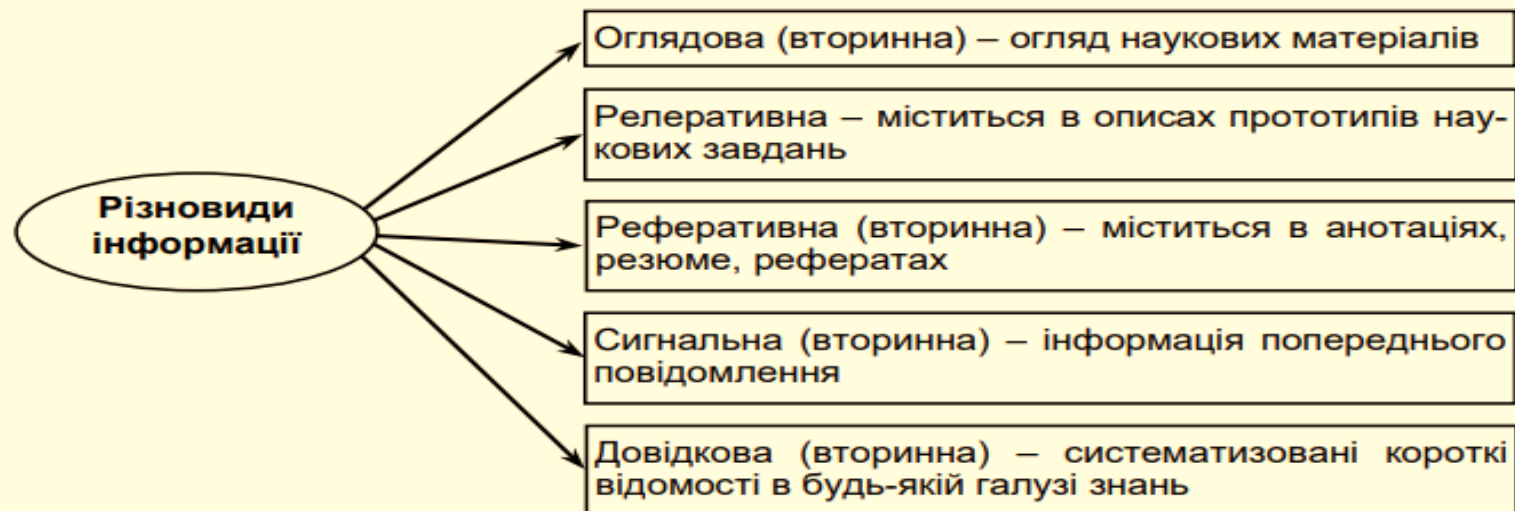 Різновиди
інформації
Оглядова (вторинна) – огляд наукових матеріалів
Релеративна – міститься в описах прототипів нау-
кових завдань
Реферативна (вторинна) – міститься в анотаціях,
резюме, рефератах
Сигнальна (вторинна) – інформація попереднього
повідомлення
Довідкова (вторинна) – систематизовані короткі
відомості в будь-якій галузі знань